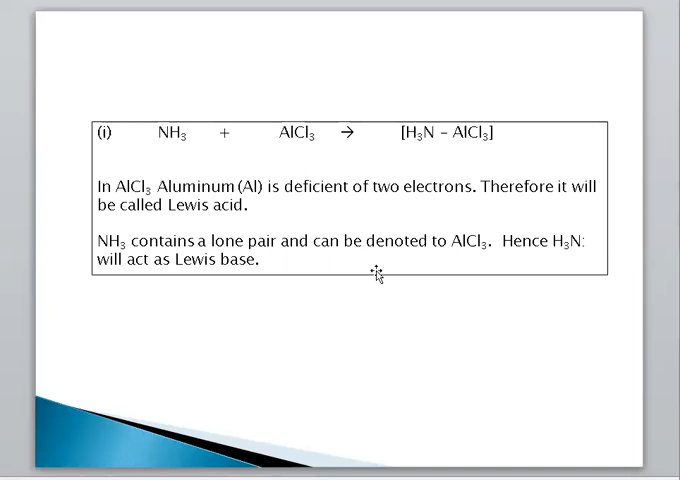 (i) NH₃ + AlCl₃ → [H₃N – AlCl₃]
In AlCl₃ Aluminum (Al) is deficient of two electrons. Therefore it will
be called Lewis acid.
NH₃ contains a lone pair and can be denoted to AlCl₃. Hence H₃N:
will act as Lewis base.